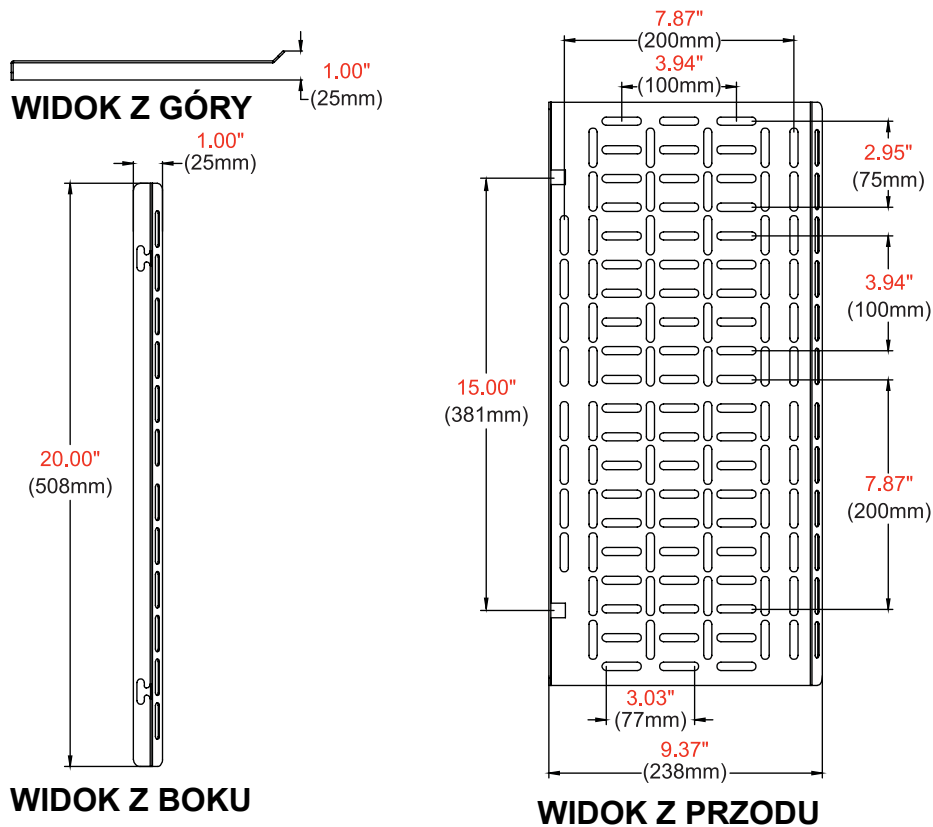 1.00"
(25mm)
WIDOK Z GÓRY
1.00"
(25mm)
20.00"
(508mm)
WIDOK Z BOKU
7.87"
(200mm)
3.94"
(100mm)
2.95"
(75mm)
3.94"
(100mm)
15.00"
(381mm)
7.87"
(200mm)
3.03"
(77mm)
9.37"
(238mm)
WIDOK Z PRZODU